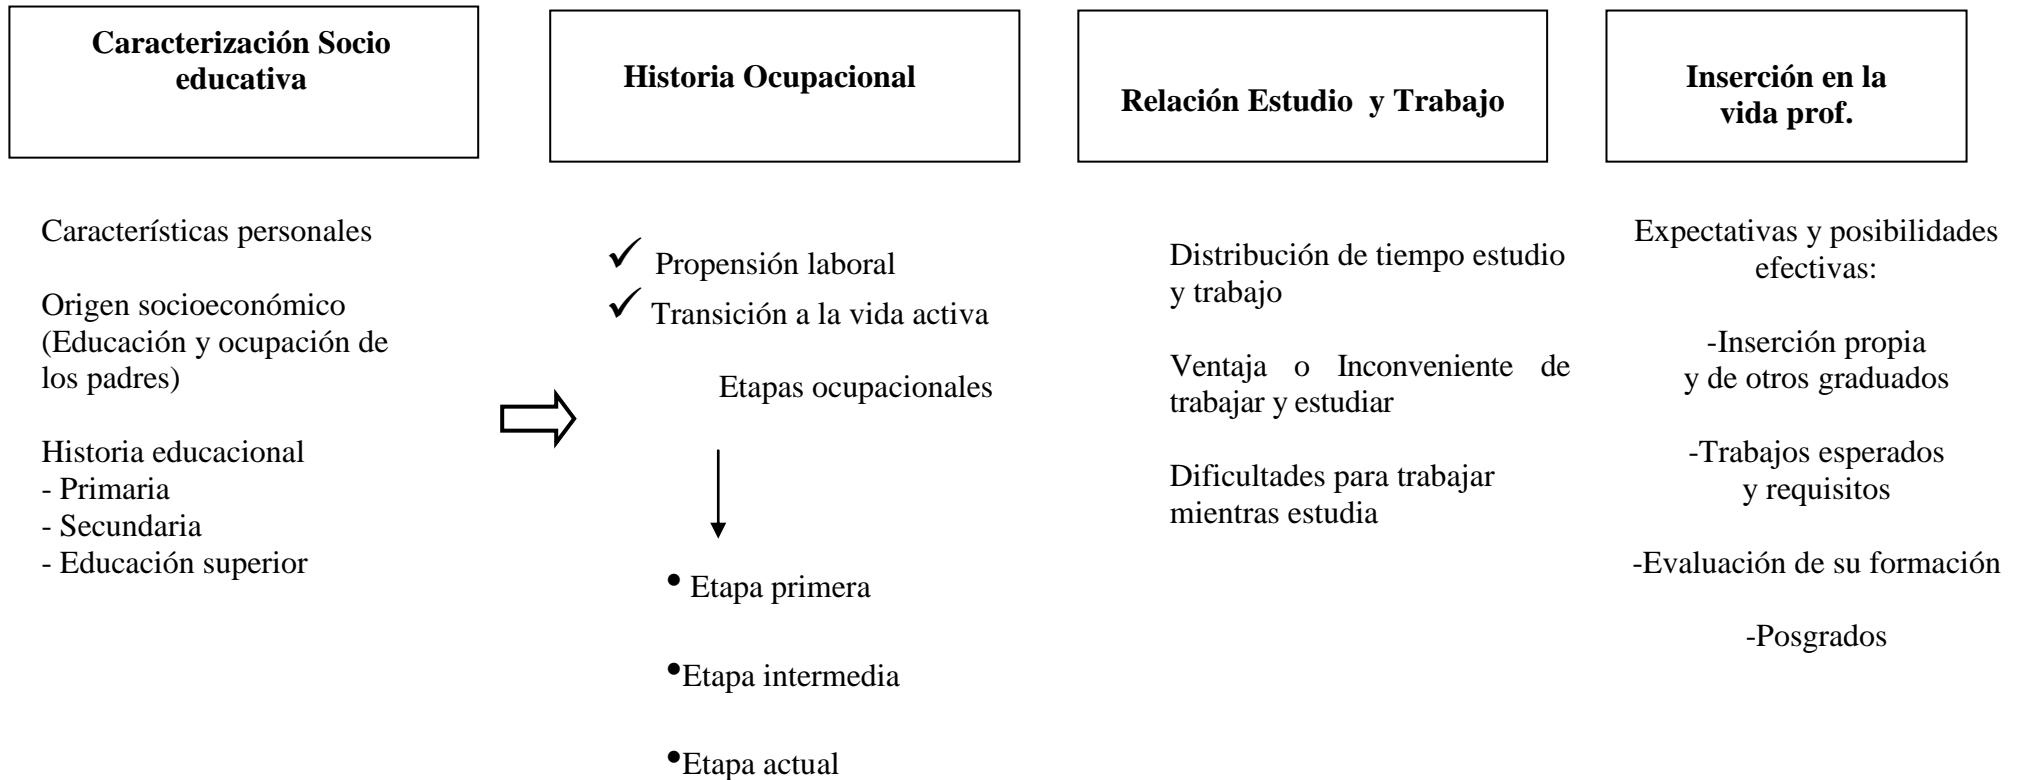 Caracterización Socio
educativa
Historia Ocupacional
Relación Estudio y Trabajo
Inserción en la
vida prof.
Características personales
Origen socioeconómico
(Educación y ocupación de
los padres)
Historia educacional
- Primaria
- Secundaria
- Educación superior
✓ Propensión laboral
✓ Transición a la vida activa
Etapas ocupacionales
• Etapa primera
•Etapa intermedia
•Etapa actual
Distribución de tiempo estudio
y trabajo
Ventaja o Inconveniente de
trabajar y estudiar
Dificultades para trabajar
mientras estudia
Expectativas y posibilidades
efectivas:
-Inserción propia
y de otros graduados
-Trabajos esperados
y requisitos
-Evaluación de su formación
-Posgrados